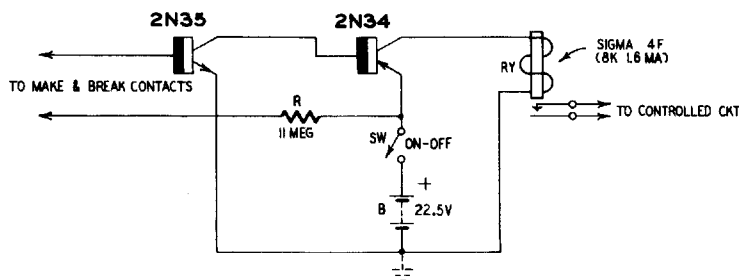 2N35
2N34
SIGMA 4F
(8K 1.6 MA)
RY
TO MAKE & BREAK CONTACTS
TO CONTROLLED CKT
R
11 MEG
SW
ON-OFF
+
B
22.5V